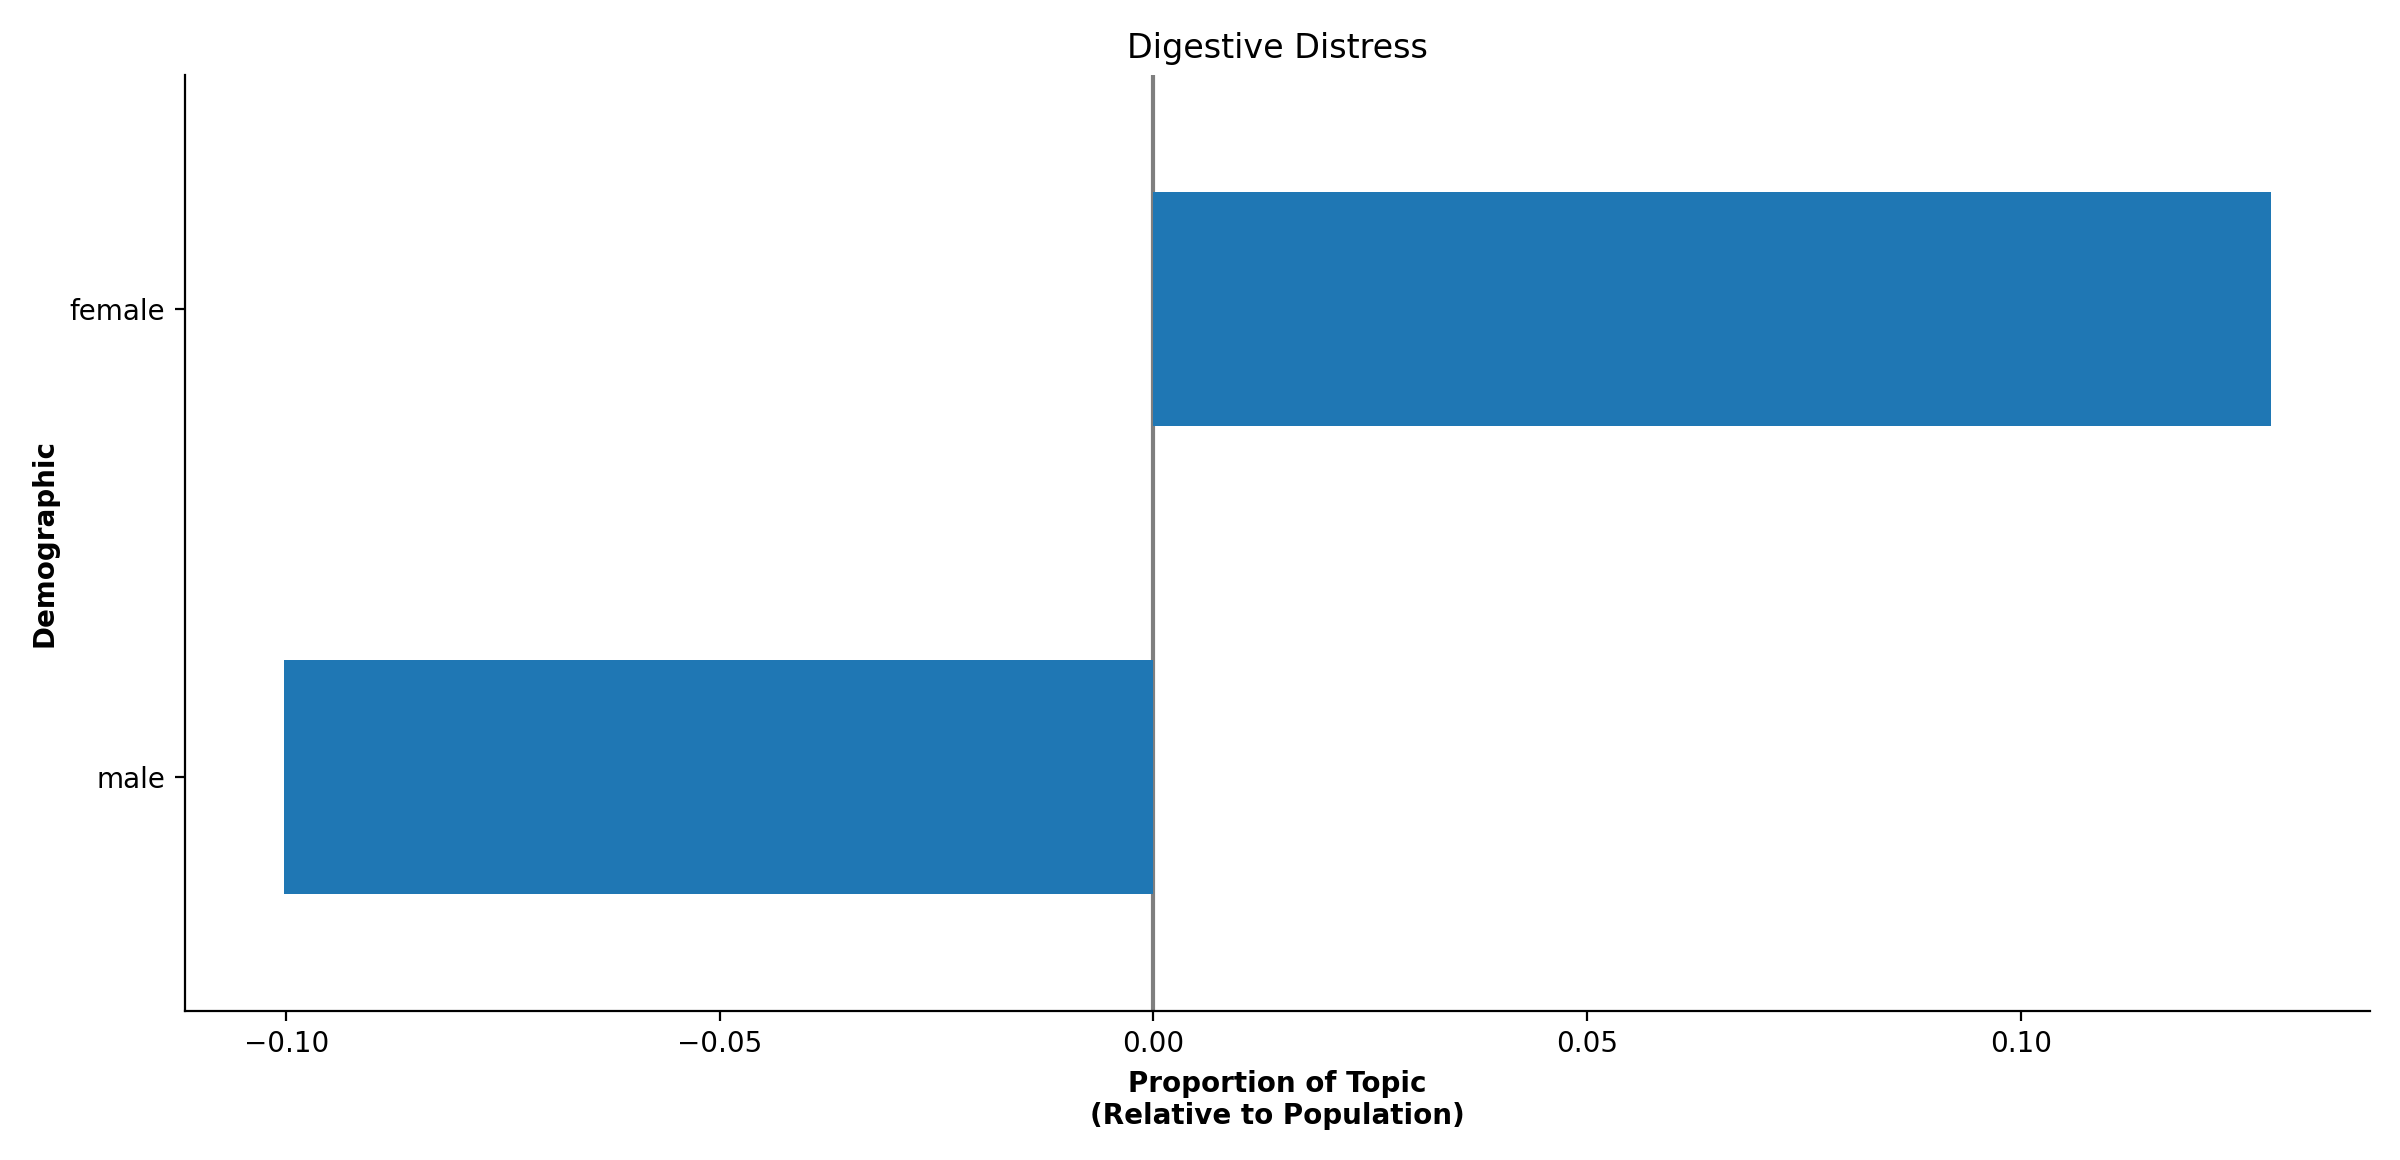 Digestive Distress
Demographic
female
male
−0.10
−0.05
0.00
0.05
0.10
Proportion of Topic
(Relative to Population)